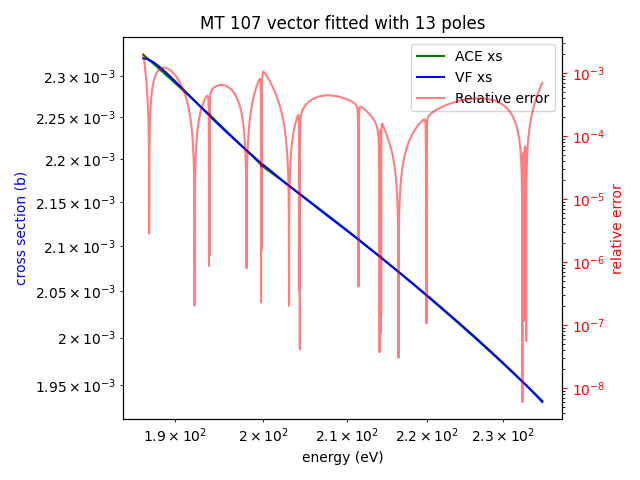 MT 107 vector fitted with 13 poles
ACE xs
VF xs
Relative error
cross section (b)
2.3 × 10⁻³
2.25 × 10⁻³
2.2 × 10⁻³
2.15 × 10⁻³
2.1 × 10⁻³
2.05 × 10⁻³
2 × 10⁻³
1.95 × 10⁻³
10⁻³
10⁻⁴
10⁻⁵
10⁻⁶
10⁻⁷
10⁻⁸
relative error
1.9 × 10² 2 × 10² 2.1 × 10² 2.2 × 10² 2.3 × 10²
energy (eV)